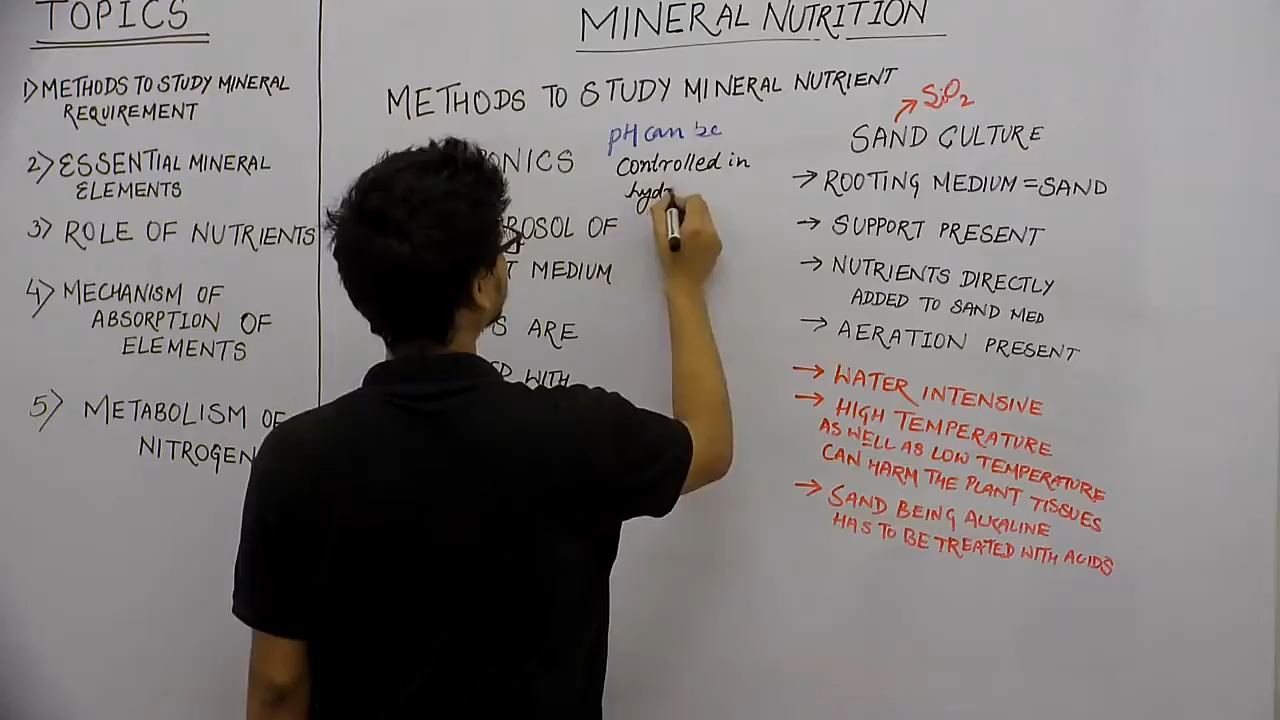 TOPICS
1) METHODS TO STUDY MINERAL
REQUIREMENT
2) ESSENTIAL MINERAL
ELEMENTS
3) ROLE OF NUTRIENTS
4) MECHANISM OF
ABSORPTION OF
ELEMENTS
5) METABOLISM OF
NITROGEN
MINERAL NUTRITION
METHODS TO STUDY MINERAL NUTRIENT
pH can be
controlled in
OF
MEDIUM
ARE
WITH
SiO2
SAND CULTURE
→ ROOTING MEDIUM = SAND
→ SUPPORT PRESENT
→ NUTRIENTS DIRECTLY
ADDED TO SAND MED
→ AERATION PRESENT
→ WATER INTENSIVE
→ HIGH TEMPERATURE
AS WELL AS LOW TEMPERATURE
CAN HARM THE PLANT TISSUES
→ SAND BEING ALKALINE
HAS TO BE TREATED WITH ACIDS